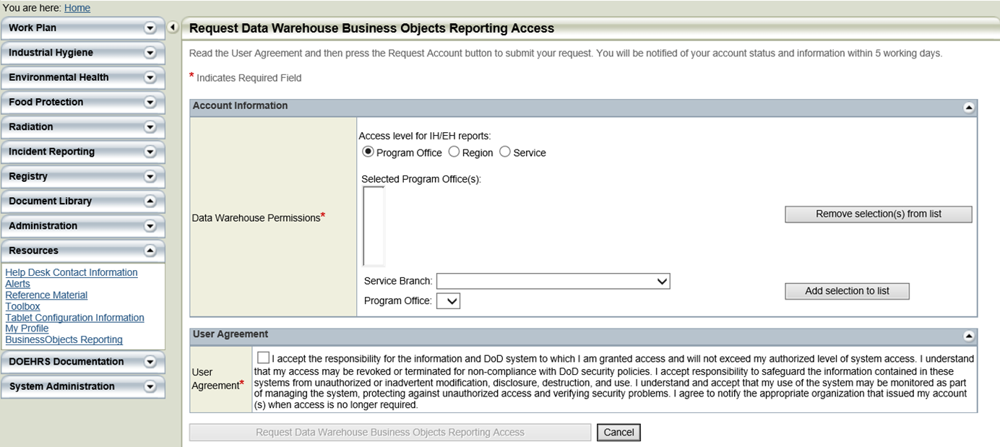 You are here: Home
Work Plan
Industrial Hygiene
Environmental Health
Food Protection
Radiation
Incident Reporting
Registry
Document Library
Administration
Resources
Help Desk Contact Information
Alerts
Reference Material
Toolbox
Tablet Configuration Information
My Profile
BusinessObjects Reporting
DOEHRS Documentation
System Administration
Request Data Warehouse Business Objects Reporting Access
Read the User Agreement and then press the Request Account button to submit your request. You will be notified of your account status and information within 5 working days.
* Indicates Required Field
Account Information
Data Warehouse Permissions*
Access level for IH/EH reports:
Program Office Region Service
Selected Program Office(s):
Remove selection(s) from list
Service Branch:
Program Office:
Add selection to list
User Agreement
User
Agreement*
I accept the responsibility for the information and DoD system to which I am granted access and will not exceed my authorized level of system access. I understand
that my access may be revoked or terminated for non-compliance with DoD security policies. I accept responsibility to safeguard the information contained in these
systems from unauthorized or inadvertent modification, disclosure, destruction, and use. I understand and accept that my use of the system may be monitored as part
of managing the system, protecting against unauthorized access and verifying security problems. I agree to notify the appropriate organization that issued my account
(s) when access is no longer required.
Request Data Warehouse Business Objects Reporting Access
Cancel